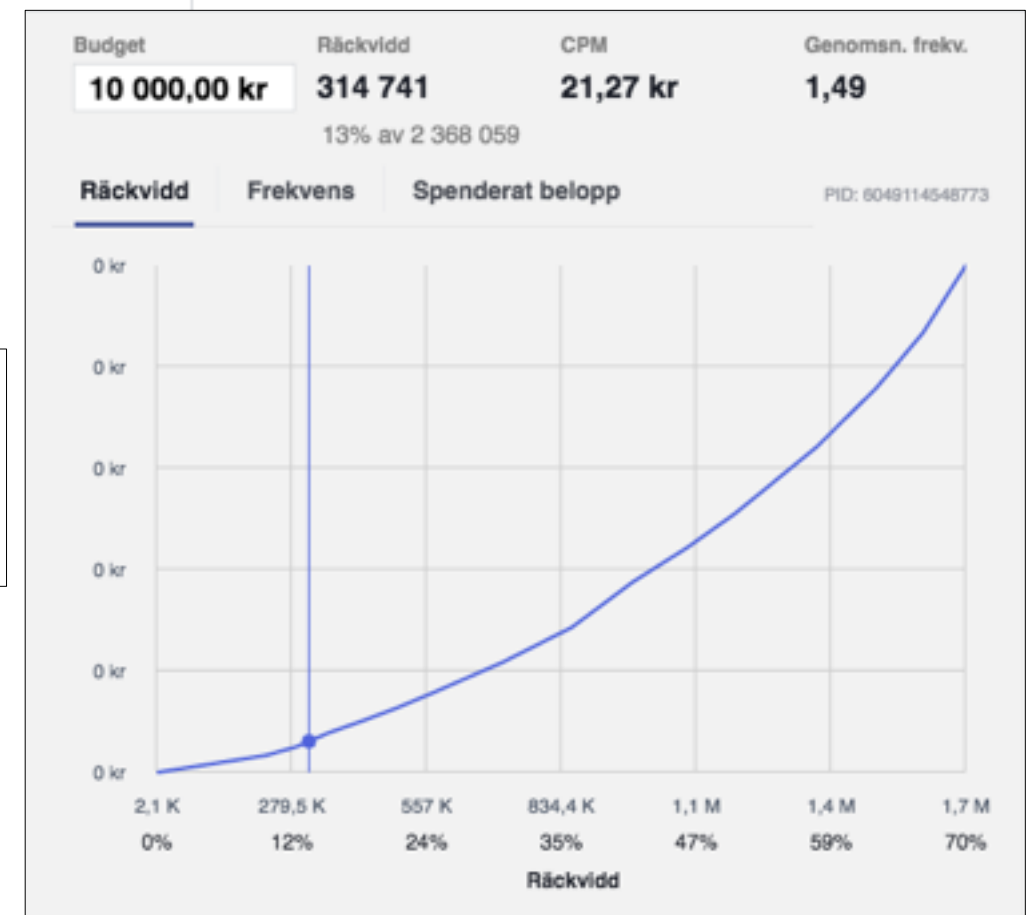 Budget Räckvidd CPM Genomsn. frekv.
10 000,00 kr 314 741 21,27 kr 1,49
13% av 2 368 059
Räckvidd Frekvens Spenderat belopp PID: 6049114548773
0 kr
0 kr
0 kr
0 kr
0 kr
0 kr
2,1 K 279,5 K 557 K 834,4 K 1,1 M 1,4 M 1,7 M
0% 12% 24% 35% 47% 59% 70%
Räckvidd